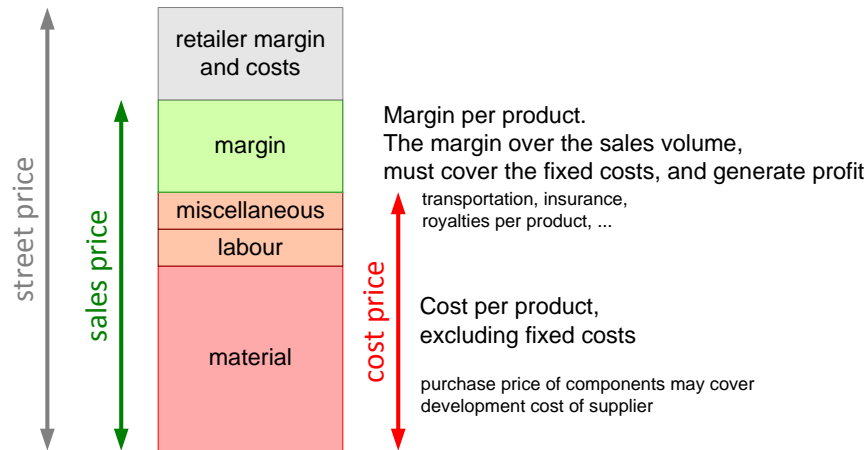 street price
sales price
retailer margin
and costs
margin
miscellaneous
labour
material
cost price
Margin per product.
The margin over the sales volume,
must cover the fixed costs, and generate profit
transportation, insurance,
royalties per product, ...
Cost per product,
excluding fixed costs
purchase price of components may cover
development cost of supplier